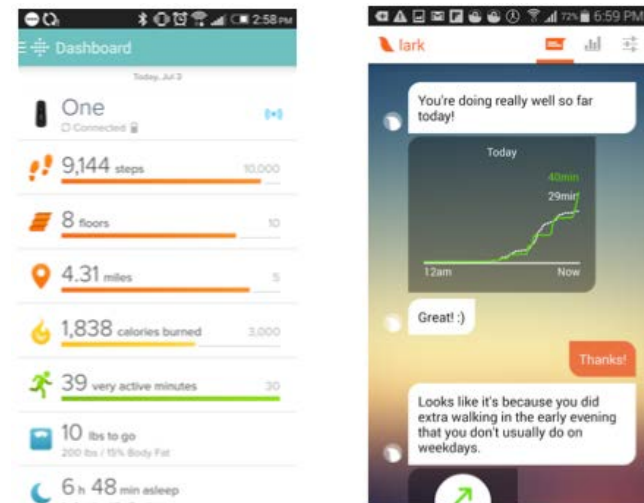 2:58 PM
Dashboard
Today, Jul 3
One
Connected
9,144 steps 10,000
8 floors 10
4.31 miles 5
1,838 calories burned 3,000
39 very active minutes 30
10 lbs to go
200 lbs / 15% Body Fat
6 h 48 min asleep
72% 6:59 PM
lark
You're doing really well so far
today!
Today
40min
29min
12am Now
Great! :)
Thanks!
Looks like it's because you did
extra walking in the early evening
that you don't usually do on
weekdays.